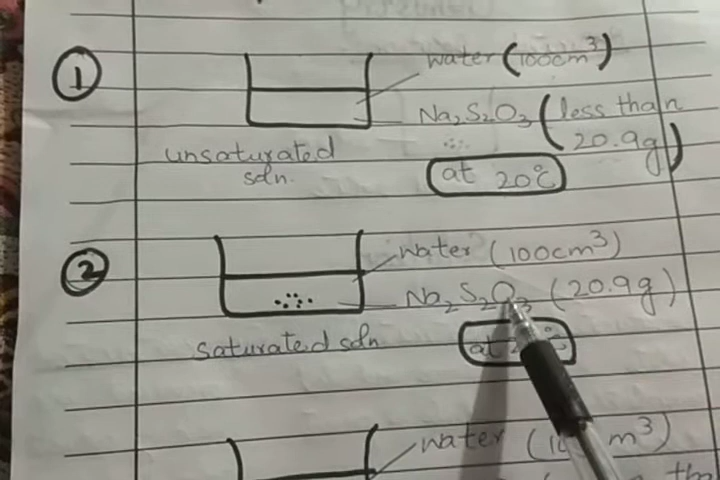 1
water (100cm³)
Na₂S₂O₃ (less than
20.9g)
unsaturated
soln.
at 20°C
2
water (100cm³)
Na₂S₂O₃ (20.9g)
saturated soln
at
water